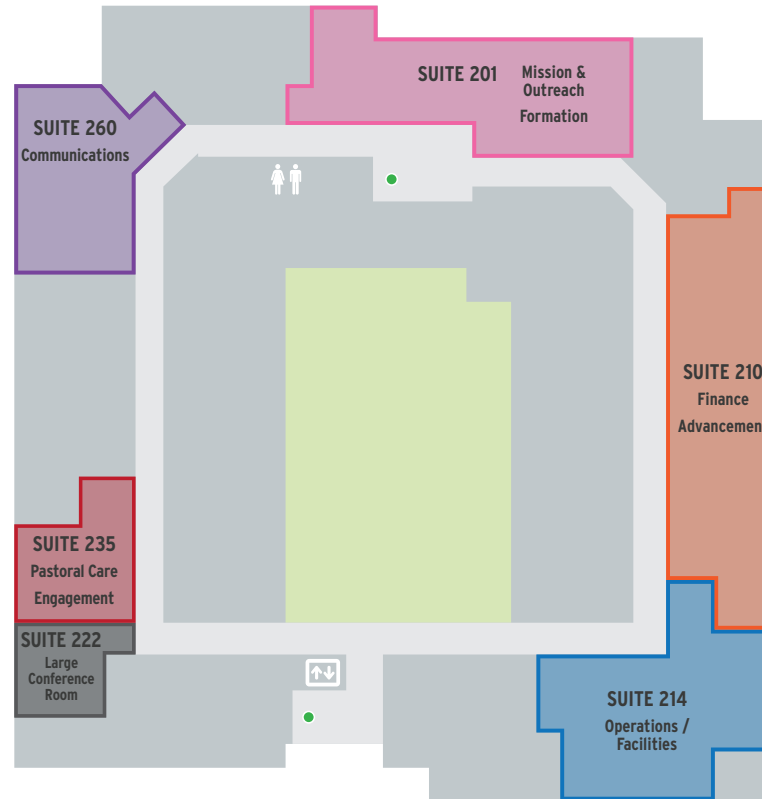 SUITE 201
Mission &
Outreach
Formation
SUITE 260
Communications
SUITE 210
Finance
Advancemen
SUITE 235
Pastoral Care
Engagement
SUITE 222
Large
Conference
Room
SUITE 214
Operations /
Facilities